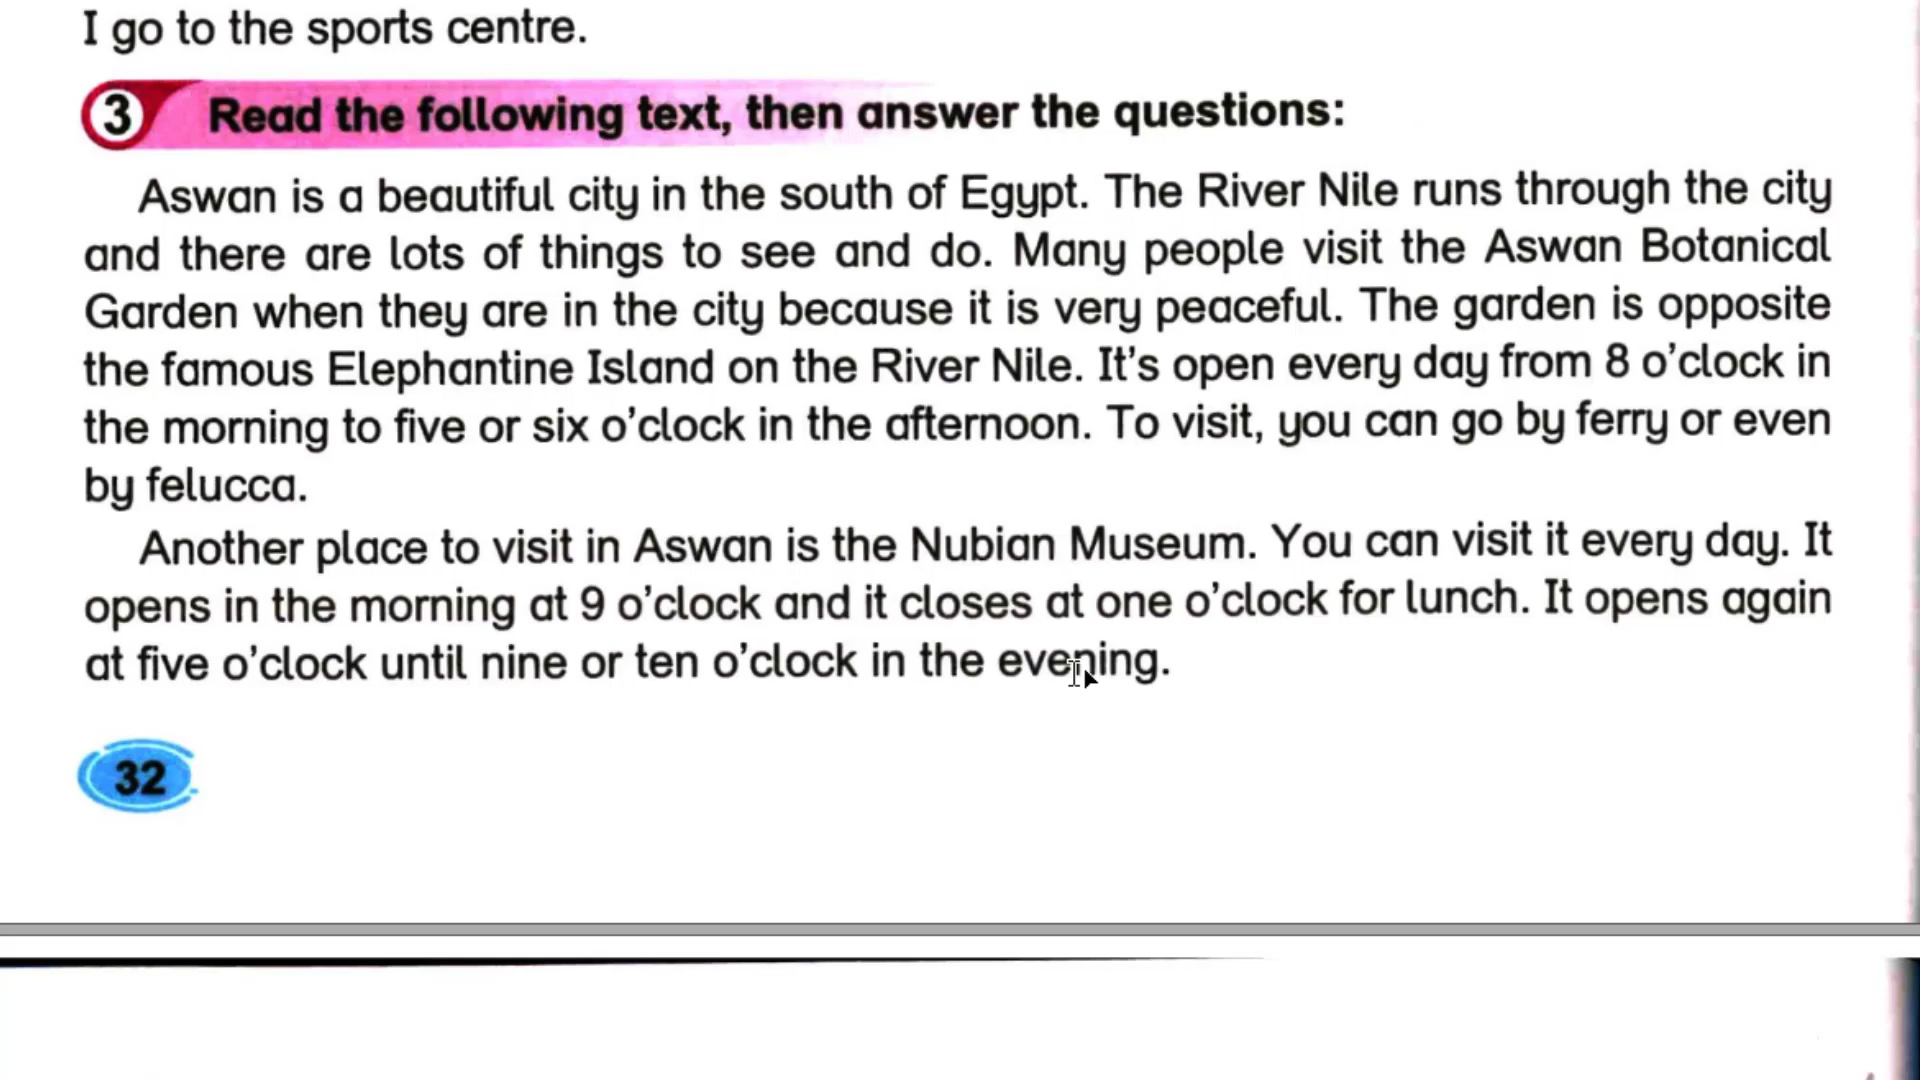 I go to the sports centre.
3 Read the following text, then answer the questions:
Aswan is a beautiful city in the south of Egypt. The River Nile runs through the city
and there are lots of things to see and do. Many people visit the Aswan Botanical
Garden when they are in the city because it is very peaceful. The garden is opposite
the famous Elephantine Island on the River Nile. It's open every day from 8 o'clock in
the morning to five or six o'clock in the afternoon. To visit, you can go by ferry or even
by felucca.
Another place to visit in Aswan is the Nubian Museum. You can visit it every day. It
opens in the morning at 9 o'clock and it closes at one o'clock for lunch. It opens again
at five o'clock until nine or ten o'clock in the evening.
32